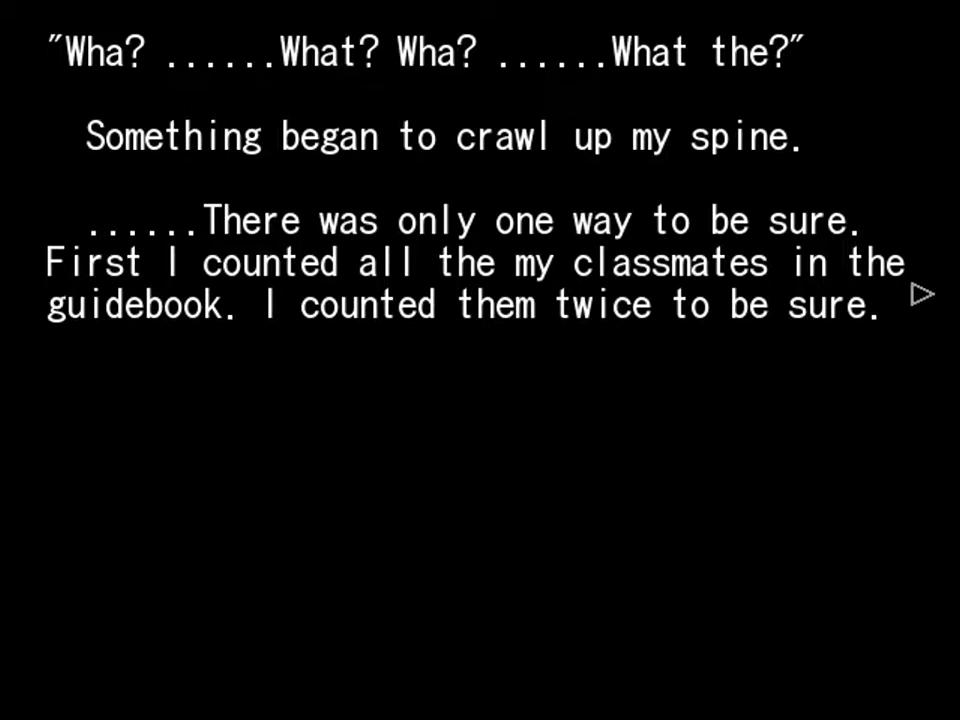 "Wha? ......What? Wha? ......What the?"
Something began to crawl up my spine.
......There was only one way to be sure.
First I counted all the my classmates in the
guidebook. I counted them twice to be sure.